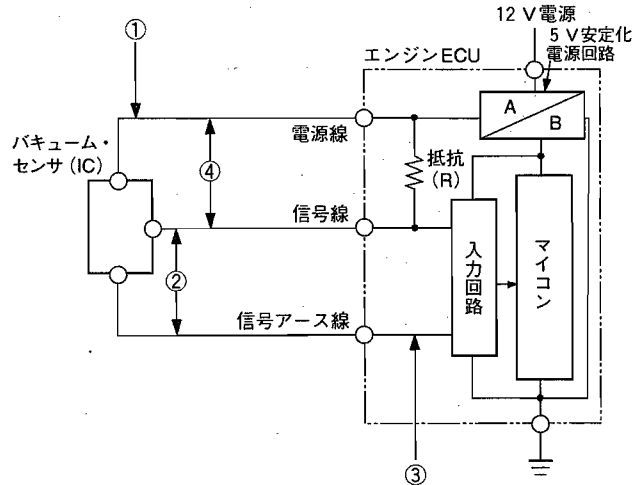 12 V電源
①
5 V安定化
電源回路
エンジンECU
A
B
電源線
バキューム・
センサ(IC)
④
抵抗
(R)
信号線
②
入力回路
マイコン
信号アース線
③